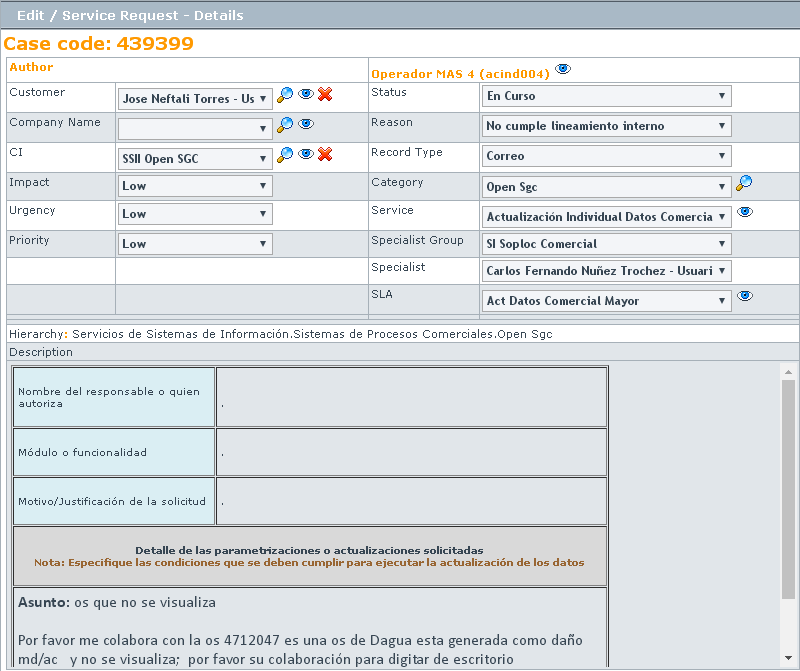 Edit / Service Request - Details
Case code: 439399
Author
Operador MAS 4 (acind004)
Customer
Jose Neftali Torres - Us
Status
En Curso
Company Name
Reason
No cumple lineamiento interno
CI
SSII Open SGC
Record Type
Correo
Impact
Low
Category
Open Sgc
Urgency
Low
Service
Actualización Individual Datos Comercia
Priority
Low
Specialist Group
SI Soploc Comercial
Specialist
Carlos Fernando Nuñez Trochez - Usuari
SLA
Act Datos Comercial Mayor
Hierarchy: Servicios de Sistemas de Información.Sistemas de Procesos Comerciales.Open Sgc
Description
Nombre del responsable o quien
autoriza
.
Módulo o funcionalidad
.
Motivo/Justificación de la solicitud
.
Detalle de las parametrizaciones o actualizaciones solicitadas
Nota: Especifique las condiciones que se deben cumplir para ejecutar la actualización de los datos
Asunto: os que no se visualiza
Por favor me colabora con la os 4712047 es una os de Dagua esta generada como daño
md/ac y no se visualiza; por favor su colaboración para digitar de escritorio